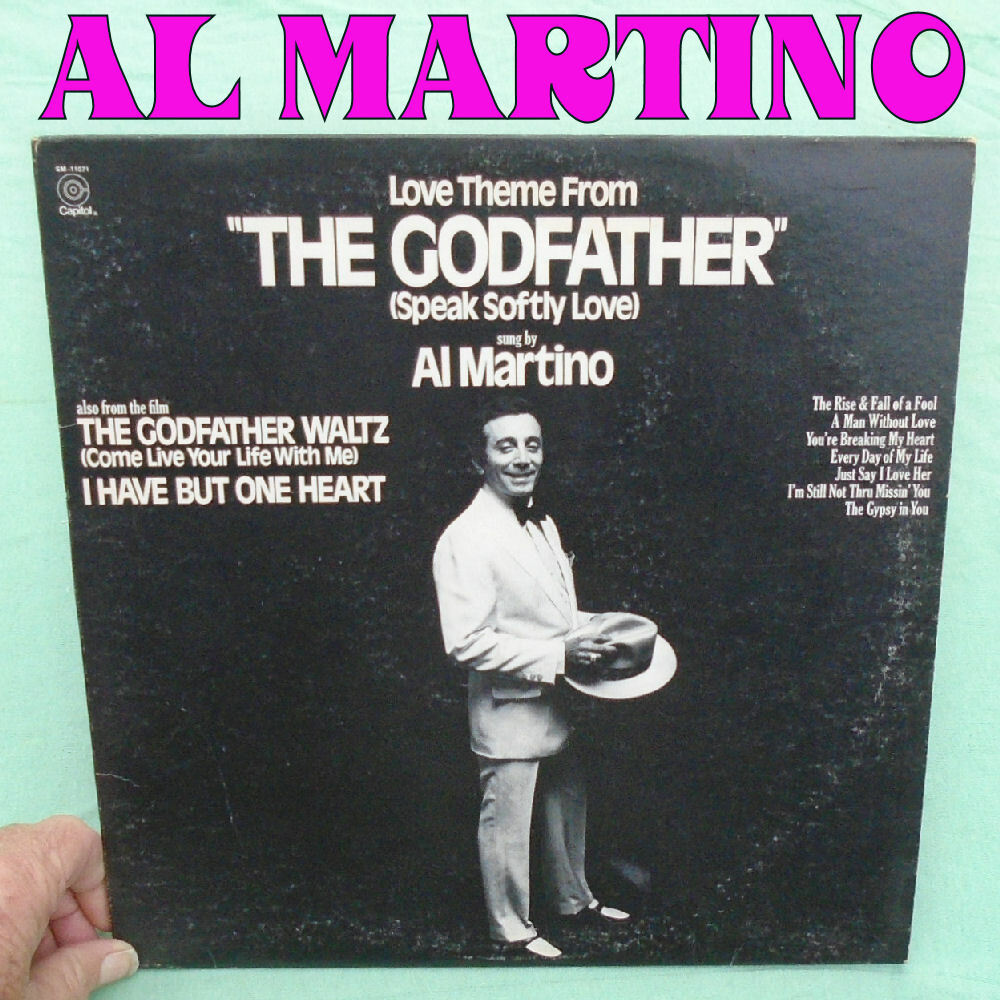 AL MARTINO
SM-11071
Capitol®
Love Theme From
"THE GODFATHER"
(Speak Softly Love)
sung by
Al Martino
also from the film
THE GODFATHER WALTZ
(Come Live Your Life With Me)
I HAVE BUT ONE HEART
The Rise & Fall of a Fool
A Man Without Love
You're Breaking My Heart
Every Day of My Life
Just Say I Love Her
I'm Still Not Thru Missin' You
The Gypsy in You